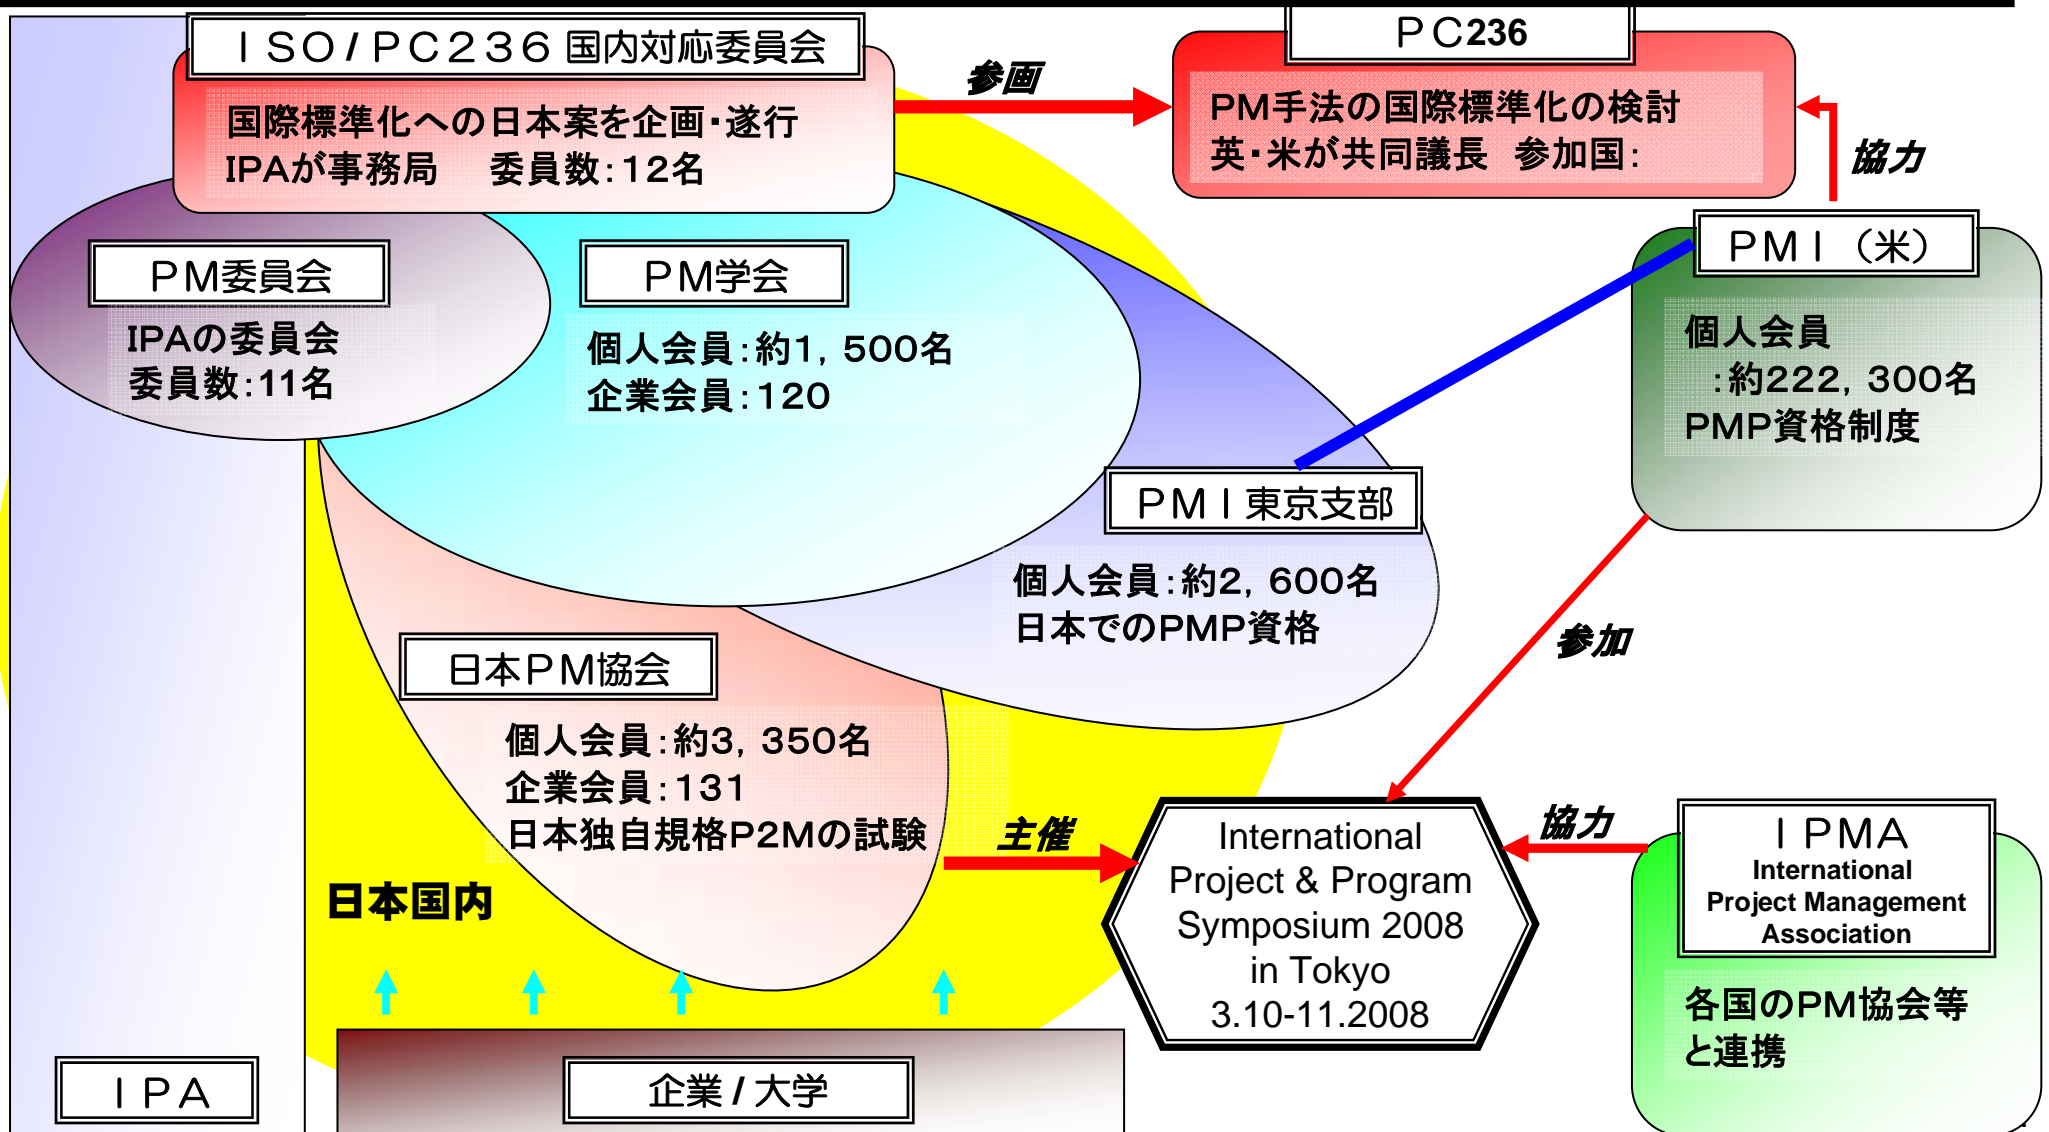 ISO/PC236 国内対応委員会
国際標準化への日本案を企画・遂行
IPAが事務局 委員数:12名
参画
PC236
PM手法の国際標準化の検討
英・米が共同議長 参加国:
協力
PM委員会
IPAの委員会
委員数:11名
PM学会
個人会員:約1,500名
企業会員:120
PMI(米)
個人会員
:約222,300名
PMP資格制度
PMI東京支部
個人会員:約2,600名
日本でのPMP資格
参加
日本PM協会
個人会員:約3,350名
企業会員:131
日本独自規格P2Mの試験
主催
日本国内
International
Project & Program
Symposium 2008
in Tokyo
3.10-11.2008
協力
IPMA
International
Project Management
Association
各国のPM協会等
と連携
IPA
企業/大学